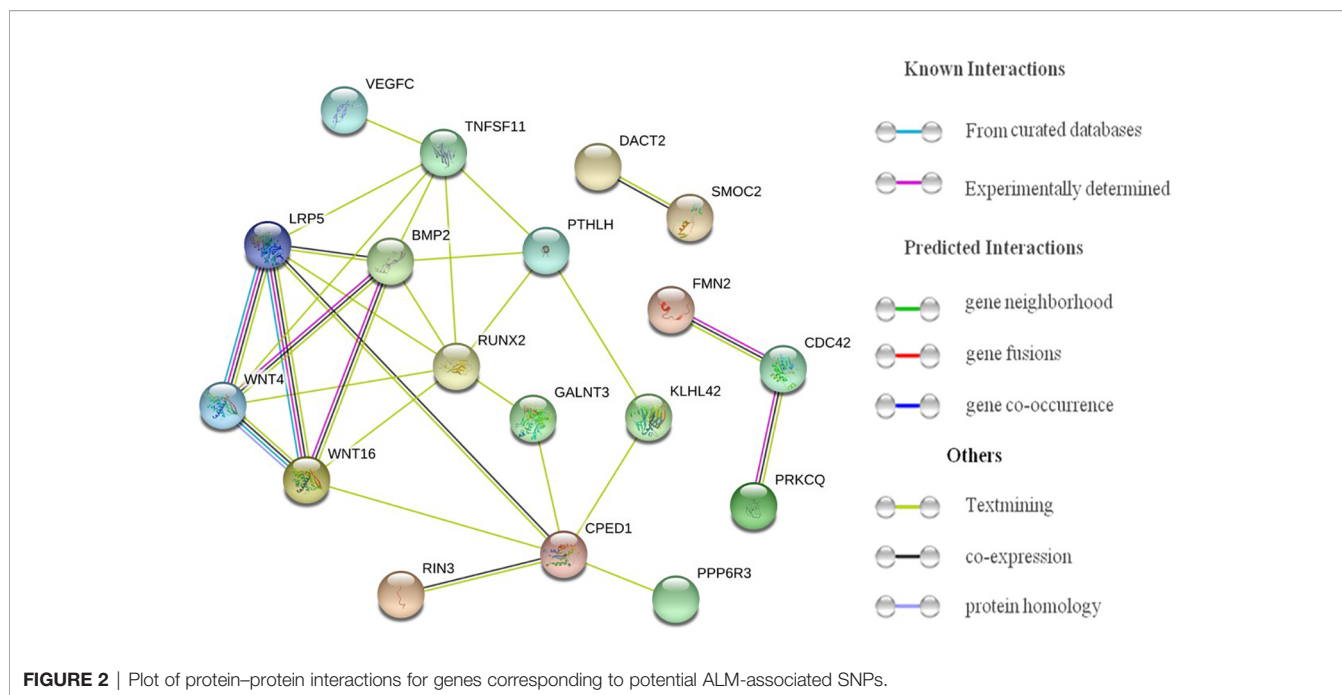 VEGFC
TNFSF11
DACT2
SMOC2
LRP5
BMP2
PTHLH
FMN2
CDC42
RUNX2
WNT4
GALNT3
KLHL42
WNT16
PRKCQ
CPED1
RIN3
PPP6R3
Known Interactions
From curated databases
Experimentally determined
Predicted Interactions
gene neighborhood
gene fusions
gene co-occurrence
Others
Textmining
co-expression
protein homology
FIGURE 2 | Plot of protein–protein interactions for genes corresponding to potential ALM-associated SNPs.